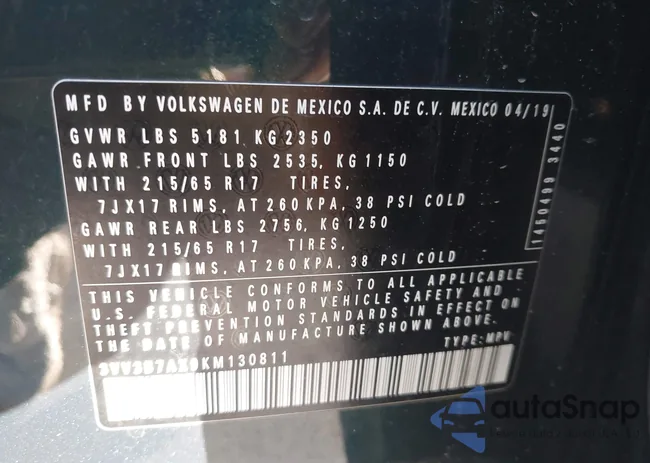 MFD BY VOLKSWAGEN DE MEXICO S.A. DE C.V. MEXICO 04/19
GVWR LBS 5181 KG 2350
GAWR FRONT LBS 2535, KG 1150
WITH 215/65 R17 TIRES,
7JX17 RIMS, AT 260 KPA, 38 PSI COLD
GAWR REAR LBS 2756, KG 1250
WITH 215/65 R17 TIRES,
7JX17 RIMS, AT 260 KPA, 38 PSI COLD
THIS VEHICLE CONFORMS TO ALL APPLICABLE
U.S. FEDERAL MOTOR VEHICLE SAFETY AND
THEFT PREVENTION STANDARDS IN EFFECT ON
THE DATE OF MANUFACTURE SHOWN ABOVE.
TYPE: MPV
1450499 3440
autoSnap